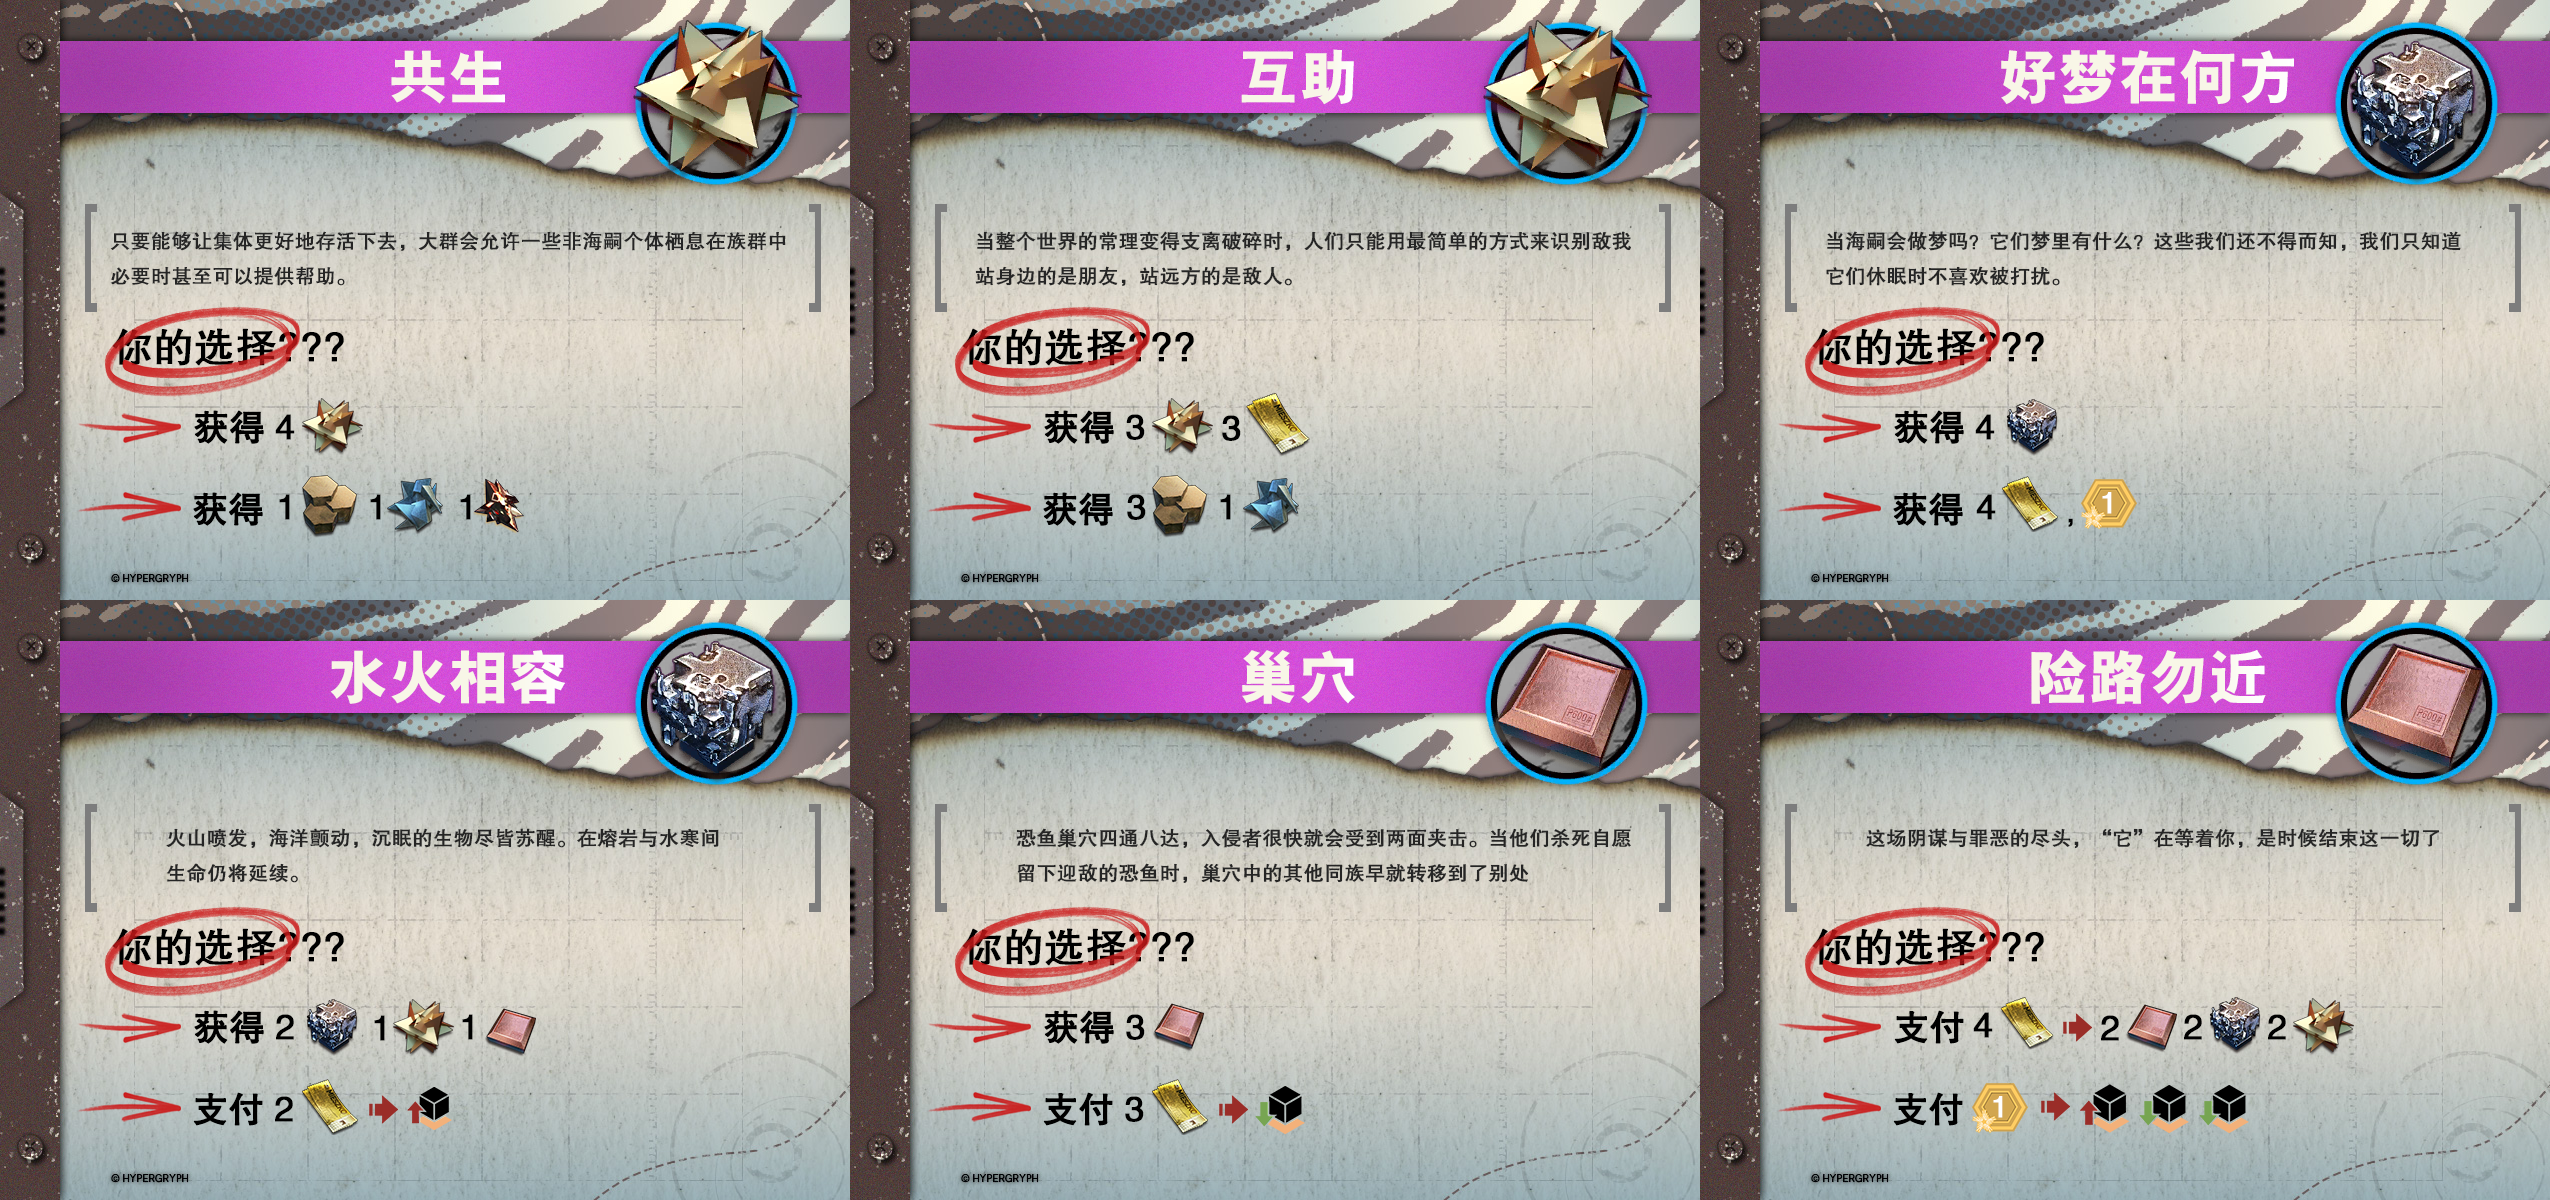 共生
只要能够让集体更好地存活下去，大群会允许一些非海嗣个体栖息在族群中
必要时甚至可以提供帮助。
你的选择???
获得 4
获得 1 1 1
© HYPERGRYPH
互助
当整个世界的常理变得支离破碎时，人们只能用最简单的方式来识别敌我
站身边的是朋友，站远方的是敌人。
你的选择???
获得 3 3
获得 3 1
© HYPERGRYPH
好梦在何方
当海嗣会做梦吗？它们梦里有什么？这些我们还不得而知，我们只知道
它们休眠时不喜欢被打扰。
你的选择???
获得 4
获得 4 , 1
© HYPERGRYPH
水火相容
火山喷发，海洋颤动，沉眠的生物尽皆苏醒。在熔岩与水寒间
生命仍将延续。
你的选择???
获得 2 1 1
支付 2
© HYPERGRYPH
巢穴
恐鱼巢穴四通八达，入侵者很快就会受到两面夹击。当他们杀死自愿
留下迎敌的恐鱼时，巢穴中的其他同族早就转移到了别处
你的选择???
获得 3
支付 3
© HYPERGRYPH
险路勿近
这场阴谋与罪恶的尽头，“它”在等着你，是时候结束这一切了
你的选择???
支付 4 2 2 2
支付 1
© HYPERGRYPH